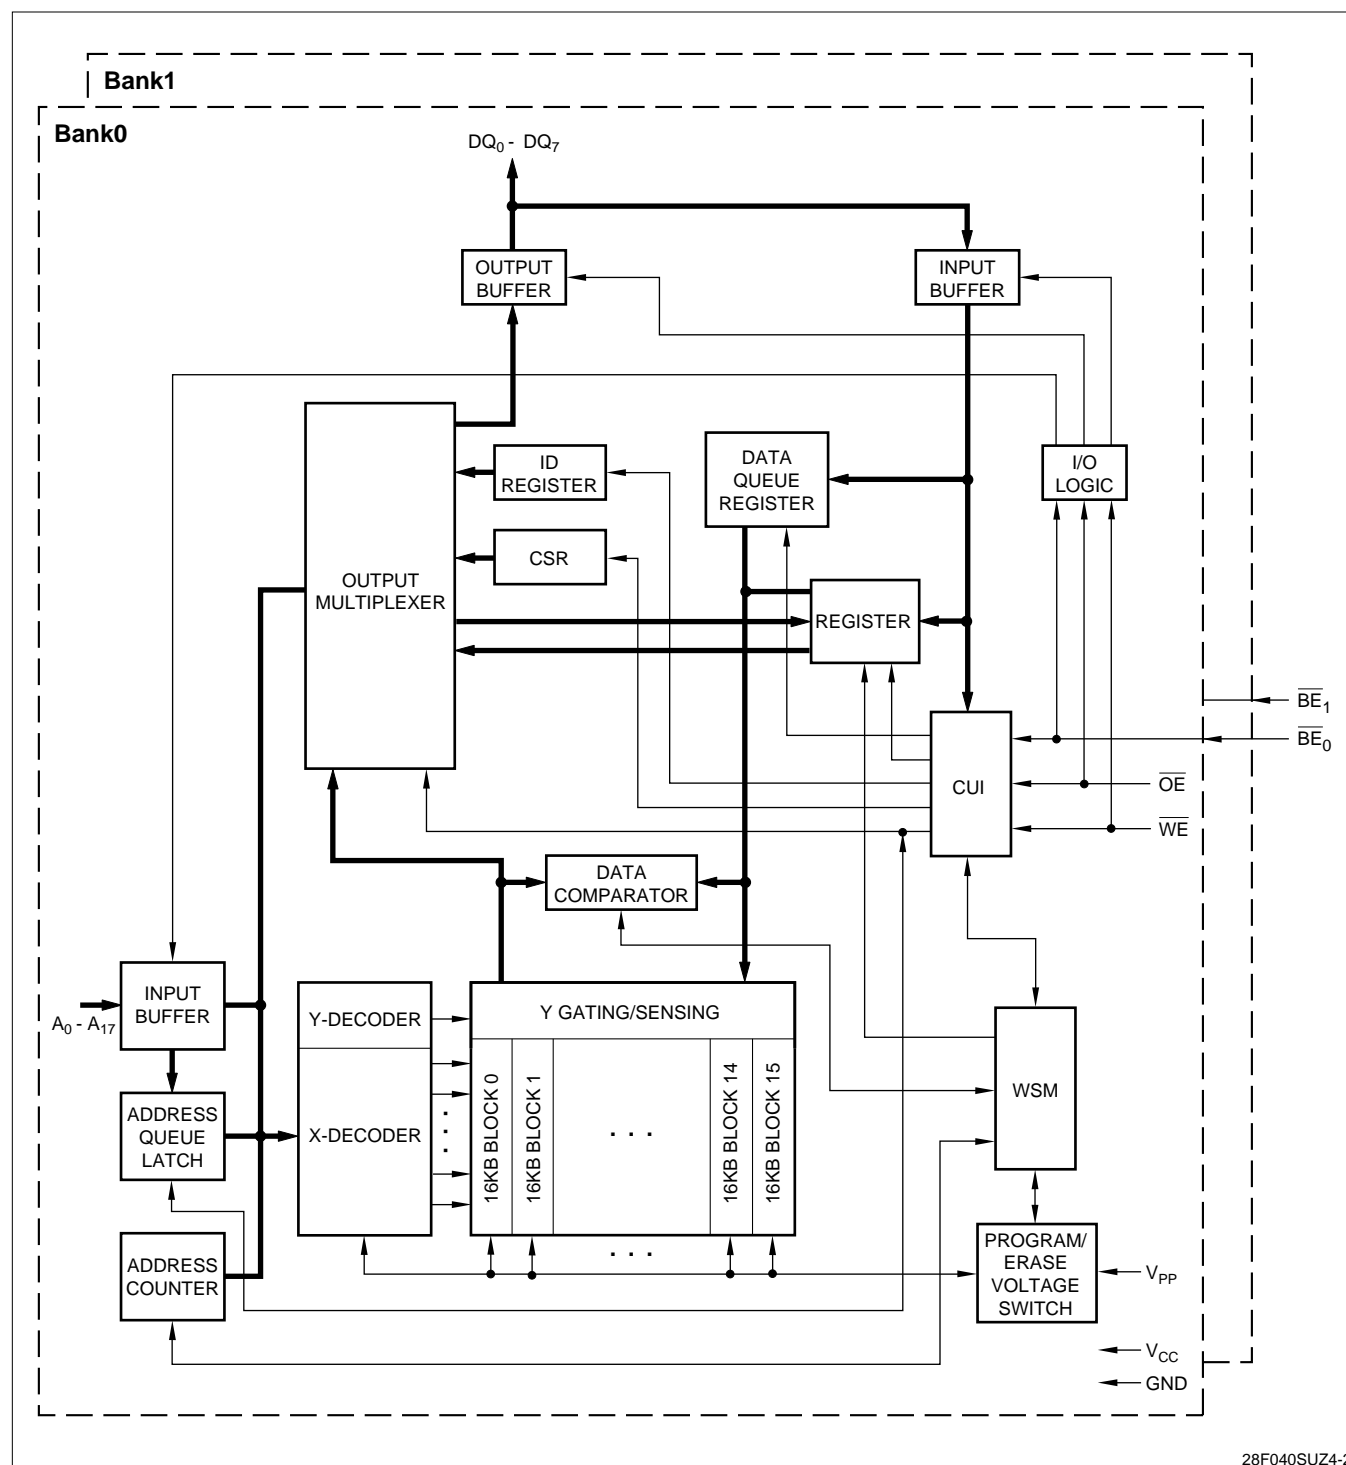 Bank1
Bank0
DQ0 - DQ7
OUTPUT
BUFFER
INPUT
BUFFER
ID
REGISTER
DATA
QUEUE
REGISTER
I/O
LOGIC
CSR
OUTPUT
MULTIPLEXER
REGISTER
BE1
BE0
CUI
OE
WE
DATA
COMPARATOR
INPUT
BUFFER
A0 - A17
Y-DECODER
Y GATING/SENSING
ADDRESS
QUEUE
LATCH
X-DECODER
16KB BLOCK 0
16KB BLOCK 1
. . .
16KB BLOCK 14
16KB BLOCK 15
WSM
ADDRESS
COUNTER
. . .
PROGRAM/
ERASE
VOLTAGE
SWITCH
VPP
VCC
GND
28F040SUZ4-2